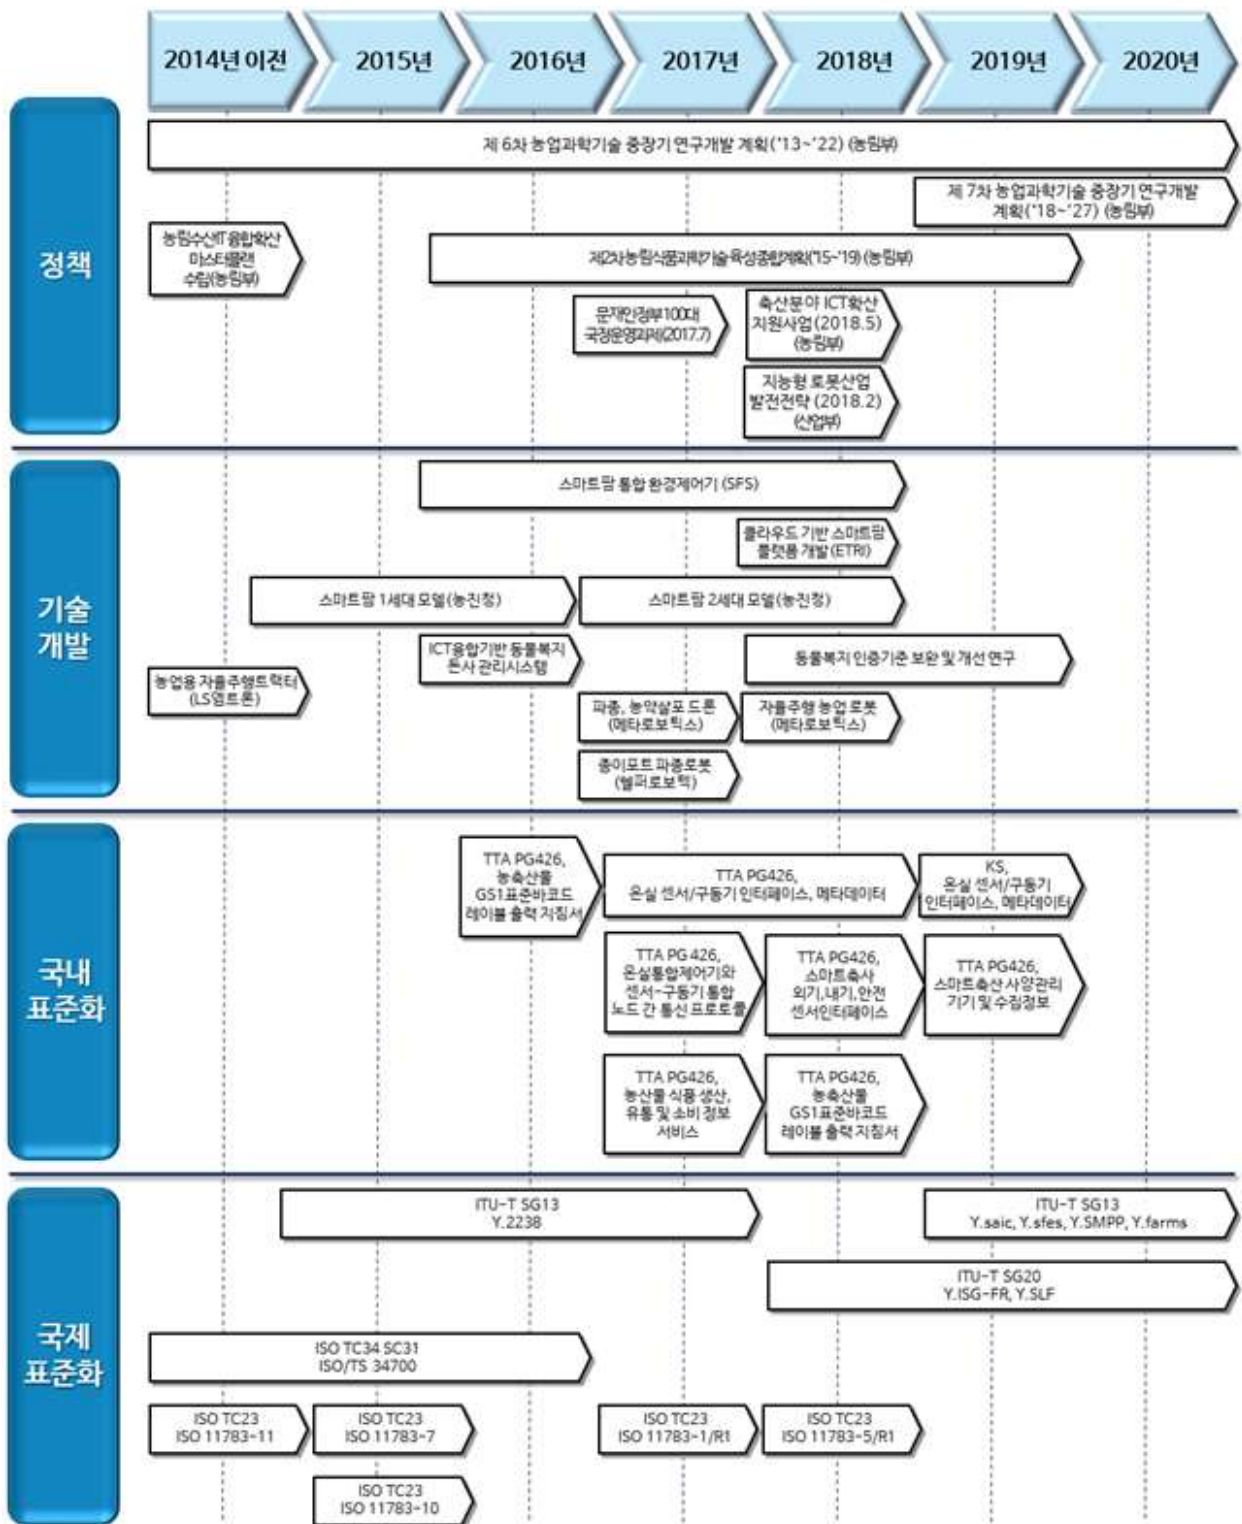 2014년 이전
2015년
2016년
2017년
2018년
2019년
2020년
정책
제 6차 농업과학기술 중장기 연구개발 계획('13~'22) (농림부)
제 7차 농업과학기술 중장기 연구개발
계획('18~'27) (농림부)
농림수산IT융합확산
마스터플랜
수립(농림부)
제2차 농림식품과학기술 육성종합계획('15~'19) (농림부)
문재인정부 100대
국정운영과제(2017.7)
축산분야 ICT확산
지원사업 (2018.5)
(농림부)
지능형 로봇산업
발전전략 (2018.2)
(산업부)
기술
개발
스마트팜 통합 환경제어기 (SFS)
클라우드 기반 스마트팜
플랫폼 개발 (ETRI)
스마트팜 1세대 모델(농진청)
스마트팜 2세대 모델(농진청)
ICT융합기반 동물복지
돈사 관리시스템
동물복지 인증기준 보완 및 개선 연구
농업용 자율주행트랙터
(LS엠트론)
파종, 농약살포 드론
(메타로보틱스)
자율주행 농업 로봇
(메타로보틱스)
종이포트 파종로봇
(헬퍼로보텍)
국내
표준화
TTA PG426,
농축산물
GS1표준바코드
레이블 출력 지침서
TTA PG426,
온실 센서/구동기 인터페이스, 메타데이터
KS,
온실 센서/구동기
인터페이스, 메타데이터
TTA PG 426,
온실통합제어기와
센서-구동기 통합
노드 간 통신 프로토콜
TTA PG426,
스마트축사
외기,내기,안전
센서인터페이스
TTA PG426,
스마트축산 사양관리
기기 및 수집정보
TTA PG426,
농산물 식품 생산,
유통 및 소비 정보
서비스
TTA PG426,
농축산물
GS1표준바코드
레이블 출력 지침서
국제
표준화
ITU-T SG13
Y.2238
ITU-T SG13
Y.saic, Y.sfes, Y.SMPP, Y.farms
ITU-T SG20
Y.ISG-FR, Y.SLF
ISO TC34 SC31
ISO/TS 34700
ISO TC23
ISO 11783-11
ISO TC23
ISO 11783-7
ISO TC23
ISO 11783-1/R1
ISO TC23
ISO 11783-5/R1
ISO TC23
ISO 11783-10